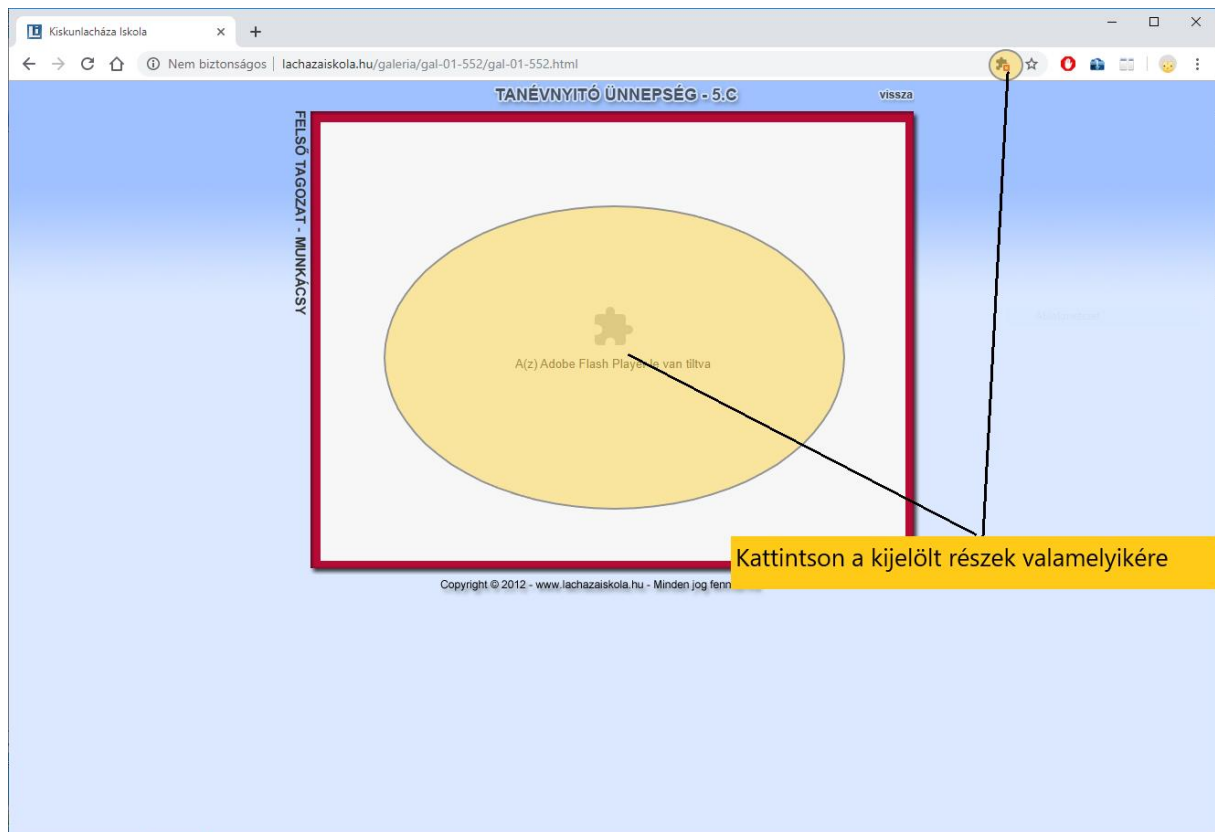 Kiskunlacháza Iskola
Nem biztonságos | lachazaiskola.hu/galeria/gal-01-552/gal-01-552.html
TANÉVNYITÓ ÜNNEPSÉG - 5.C
vissza
FELSŐ TAGOZAT - MUNKÁCSY
A(z) Adobe Flash Player le van tiltva
Kattintson a kijelölt részek valamelyikére
Copyright © 2012 - www.lachazaiskola.hu - Minden jog